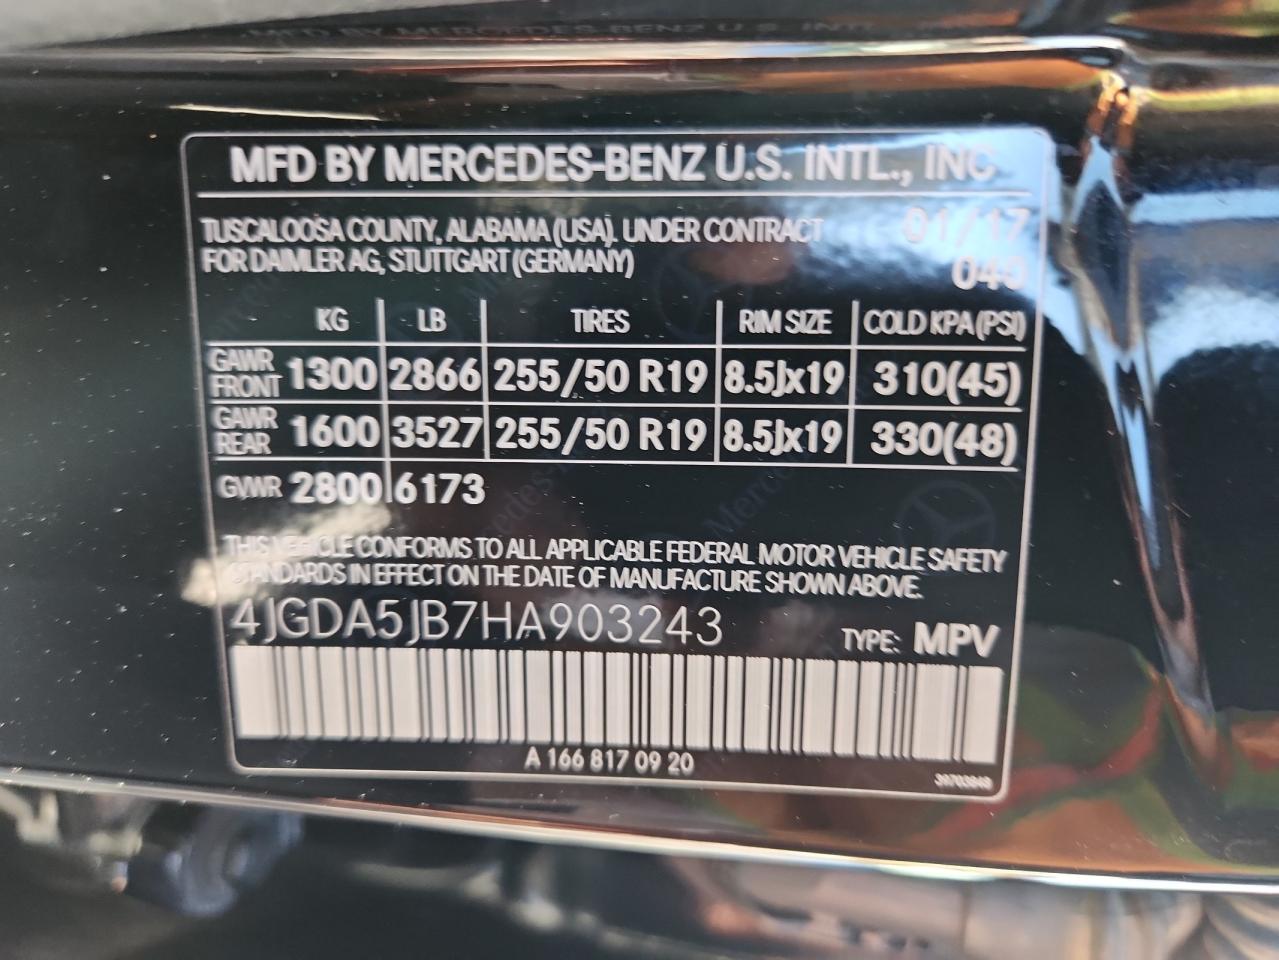 MFD BY MERCEDES-BENZ U.S. INTL., INC
TUSCALOOSA COUNTY, ALABAMA (USA). UNDER CONTRACT 01/17
FOR DAIMLER AG, STUTTGART (GERMANY) 040
KG LB TIRES RIM SIZE COLD KPA (PSI)
GAWR FRONT 1300 2866 255/50 R19 8.5Jx19 310(45)
GAWR REAR 1600 3527 255/50 R19 8.5Jx19 330(48)
GVWR 2800 6173
THIS VEHICLE CONFORMS TO ALL APPLICABLE FEDERAL MOTOR VEHICLE SAFETY
STANDARDS IN EFFECT ON THE DATE OF MANUFACTURE SHOWN ABOVE.
4JGDA5JB7HA903243 TYPE: MPV
A 166 817 09 20